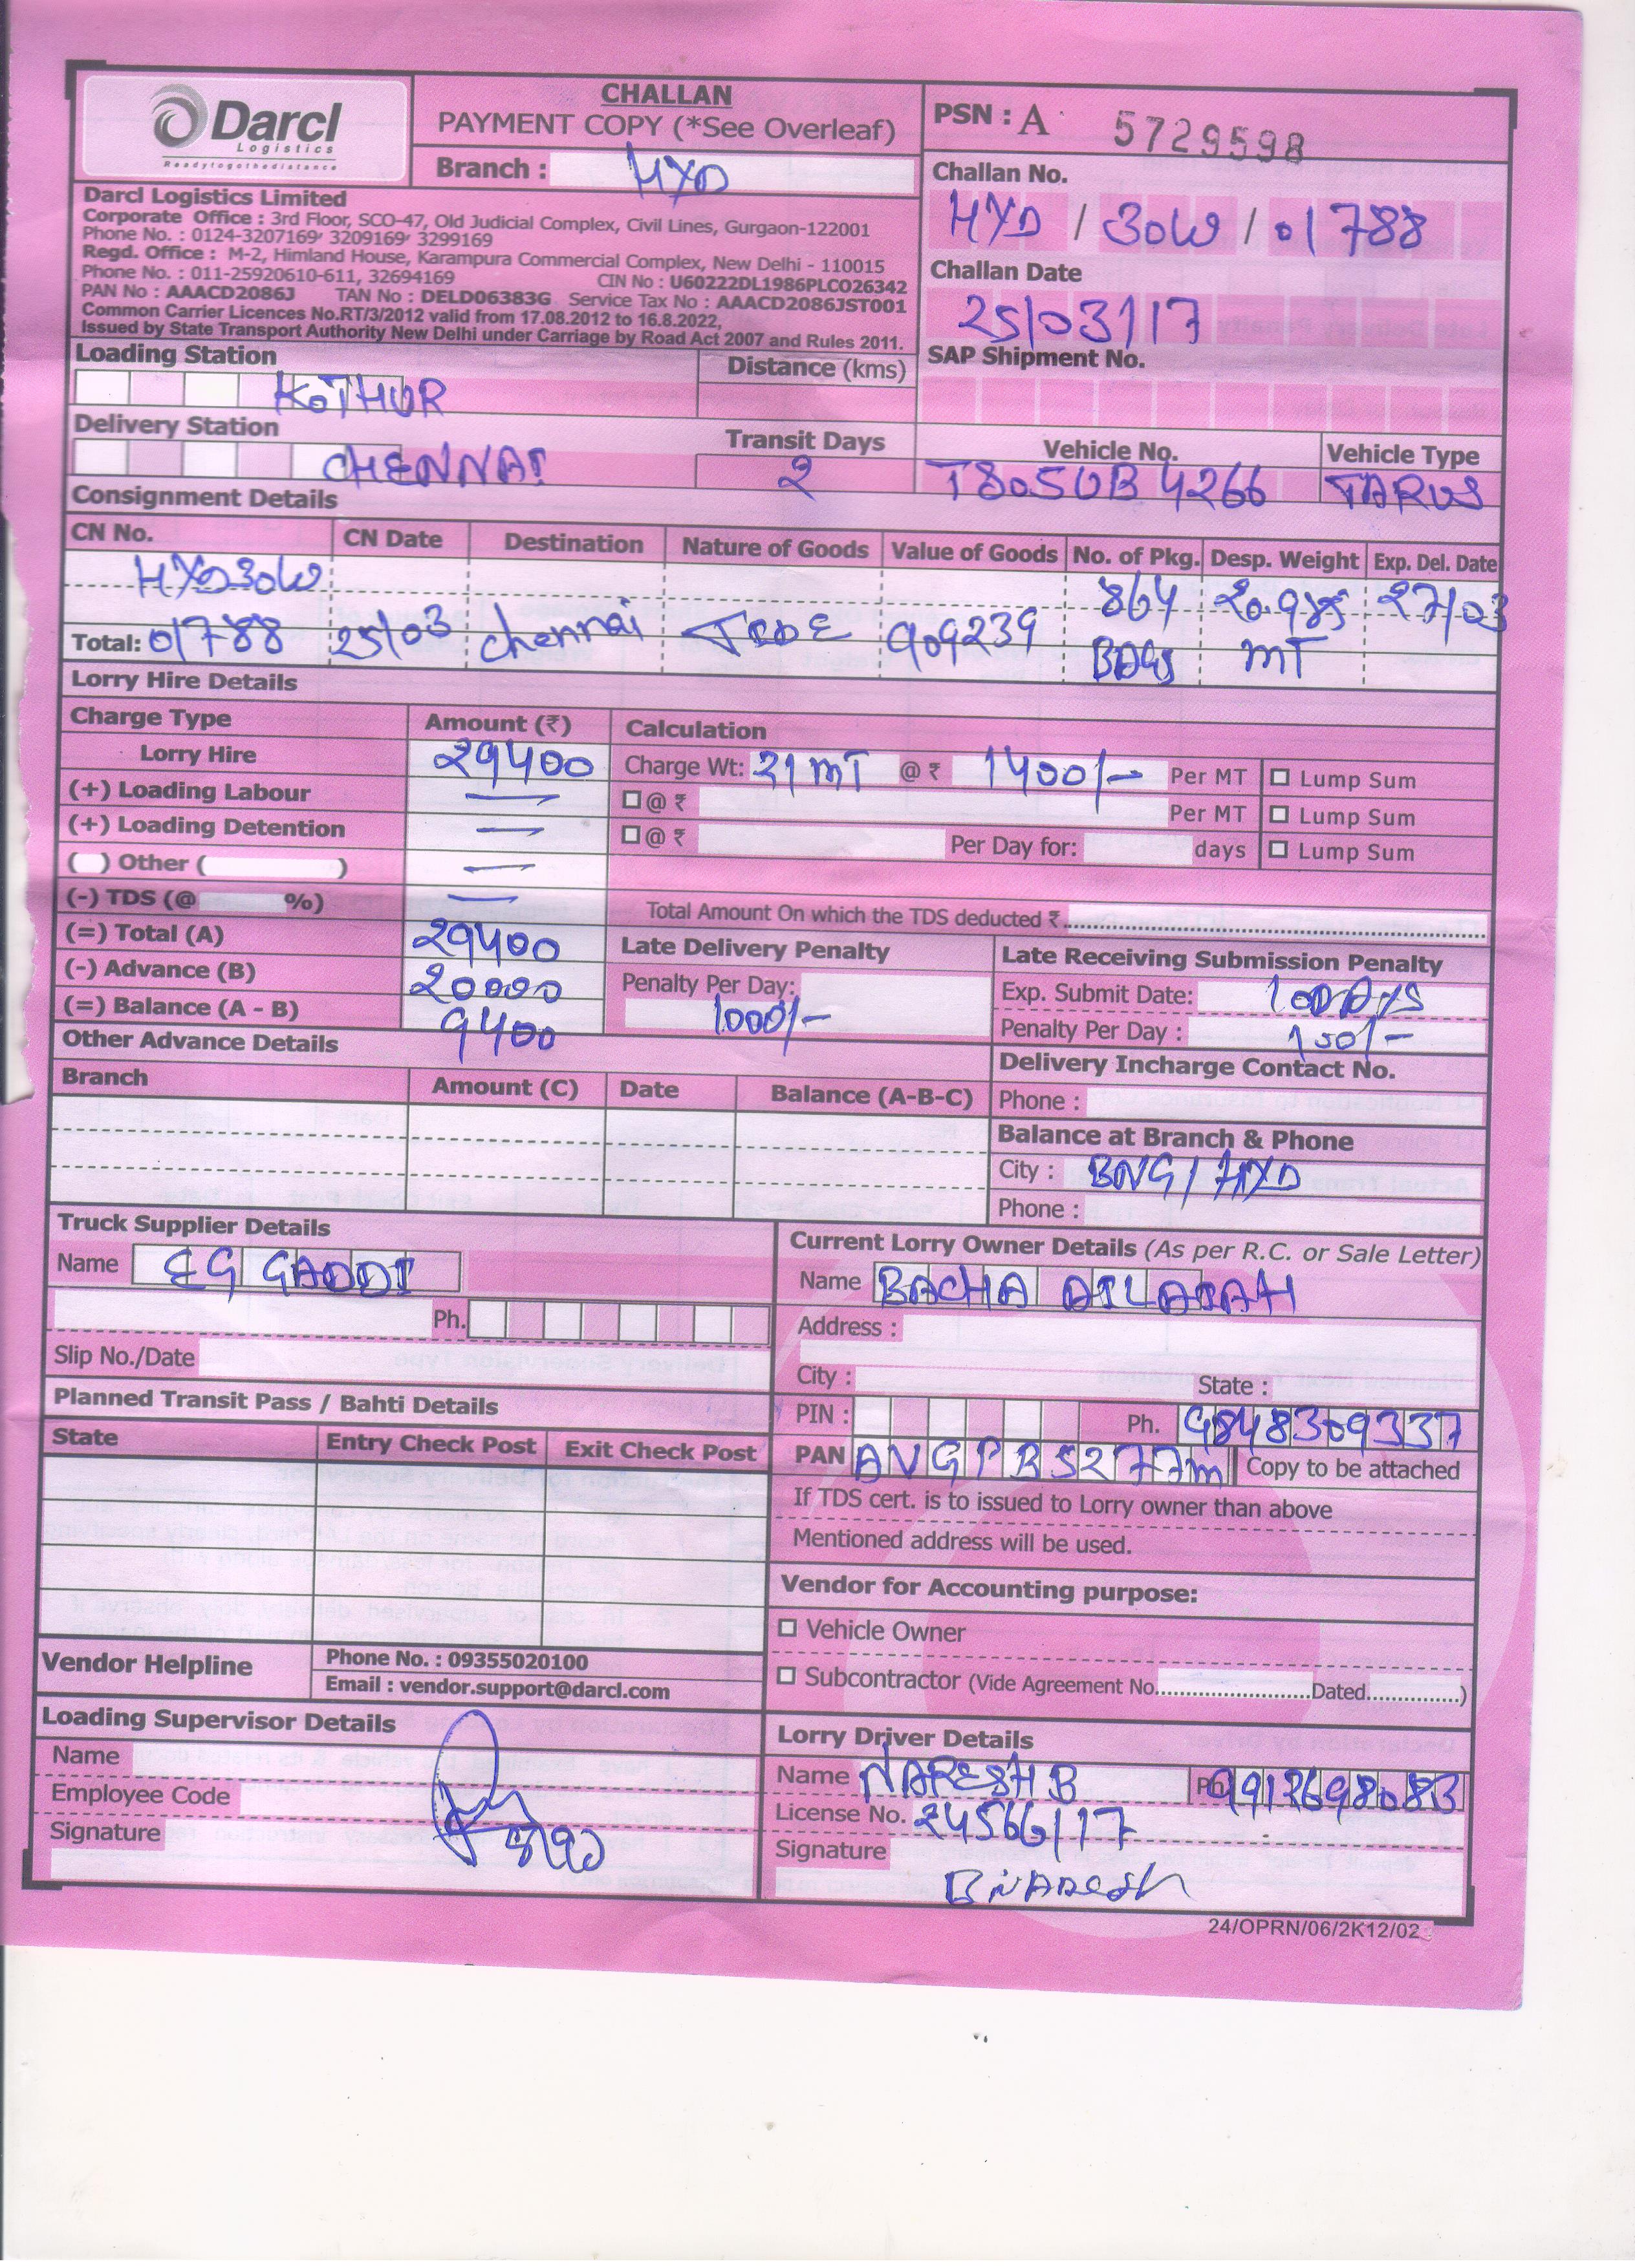 Darcl
Logistics
Readytogothedistance
CHALLAN
PAYMENT COPY (*See Overleaf)
Branch : HYD
PSN : A 5729598
Challan No.
HYD / 30W / 01788
Challan Date
25/03/17
SAP Shipment No.
Darcl Logistics Limited
Corporate Office : 3rd Floor, SCO-47, Old Judicial Complex, Civil Lines, Gurgaon-122001
Phone No. : 0124-3207169, 3209169, 3299169
Regd. Office : M-2, Himland House, Karampura Commercial Complex, New Delhi - 110015
Phone No. : 011-25920610-611, 32694169 CIN No : U60222DL1986PLCO26342
PAN No : AAACD2086J TAN No : DELD06383G Service Tax No : AAACD2086JST001
Common Carrier Licences No.RT/3/2012 valid from 17.08.2012 to 16.8.2022,
Issued by State Transport Authority New Delhi under Carriage by Road Act 2007 and Rules 2011.
Loading Station Distance (kms)
KOTHUR
Delivery Station Transit Days Vehicle No. Vehicle Type
CHENNAI 2 TS05UB 4266 TARUS
Consignment Details
CN No. CN Date Destination Nature of Goods Value of Goods No. of Pkg. Desp. Weight Exp. Del. Date
HYD30W 864 20.985 27/03
Total: 01788 25/03 chennai 909239 BAGS MT
Lorry Hire Details
Charge Type Amount (₹) Calculation
Lorry Hire 29400 Charge Wt: 21 MT @ ₹ 1400/- Per MT Lump Sum
(+) Loading Labour — @ ₹ Per MT Lump Sum
(+) Loading Detention — @ ₹ Per Day for: days Lump Sum
( ) Other ( ) —
(-) TDS (@ %) — Total Amount On which the TDS deducted ₹
(=) Total (A) 29400 Late Delivery Penalty Late Receiving Submission Penalty
(-) Advance (B) 20000 Penalty Per Day: 1000/- Exp. Submit Date: 10DAYS
(=) Balance (A - B) 9400 Penalty Per Day : 150/-
Other Advance Details Delivery Incharge Contact No.
Branch Amount (C) Date Balance (A-B-C) Phone :
Balance at Branch & Phone
City : BNG/HYD
Phone :
Truck Supplier Details
Name GADDI
Ph.
Slip No./Date
Current Lorry Owner Details (As per R.C. or Sale Letter)
Name BACHA
Address :
City : State :
PIN : Ph. 9848309337
PAN AVGPB5277M Copy to be attached
If TDS cert. is to issued to Lorry owner than above
Mentioned address will be used.
Planned Transit Pass / Bahti Details
State Entry Check Post Exit Check Post
Vendor for Accounting purpose:
Vehicle Owner
Subcontractor (Vide Agreement No. Dated )
Vendor Helpline Phone No. : 09355020100
Email : vendor.support@darcl.com
Loading Supervisor Details
Name
Employee Code
Signature
Lorry Driver Details
Name NARESH B Ph. 9912698083
License No. 24566/17
Signature
B NARESH
24/OPRN/06/2K12/02